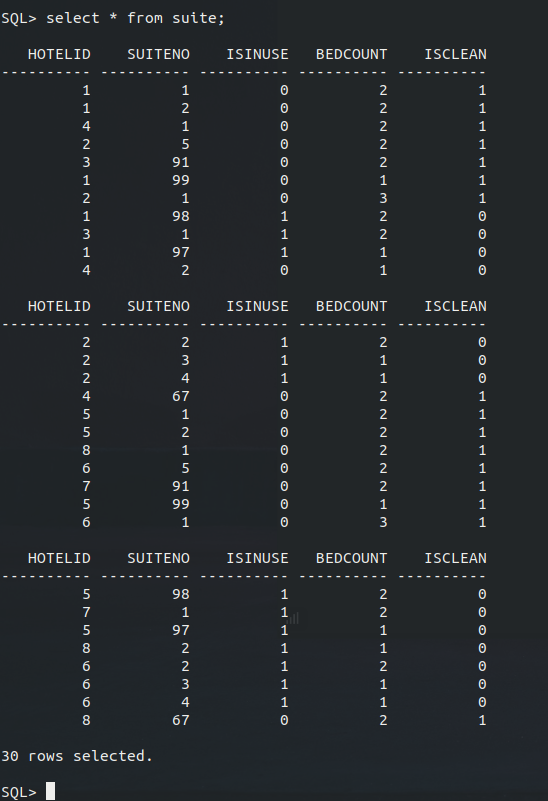 SQL> select * from suite;
HOTELID SUITENO ISINUSE BEDCOUNT ISCLEAN
---------- ---------- ---------- ---------- ----------
1 1 0 2 1
1 2 0 2 1
4 1 0 2 1
2 5 0 2 1
3 91 0 2 1
1 99 0 1 1
2 1 0 3 1
1 98 1 2 0
3 1 1 2 0
1 97 1 1 0
4 2 0 1 0
HOTELID SUITENO ISINUSE BEDCOUNT ISCLEAN
---------- ---------- ---------- ---------- ----------
2 2 1 2 0
2 3 1 1 0
2 4 1 1 0
4 67 0 2 1
5 1 0 2 1
5 2 0 2 1
8 1 0 2 1
6 5 0 2 1
7 91 0 2 1
5 99 0 1 1
6 1 0 3 1
HOTELID SUITENO ISINUSE BEDCOUNT ISCLEAN
---------- ---------- ---------- ---------- ----------
5 98 1 2 0
7 1 1 2 0
5 97 1 1 0
8 2 1 1 0
6 2 1 2 0
6 3 1 1 0
6 4 1 1 0
8 67 0 2 1
30 rows selected.
SQL>